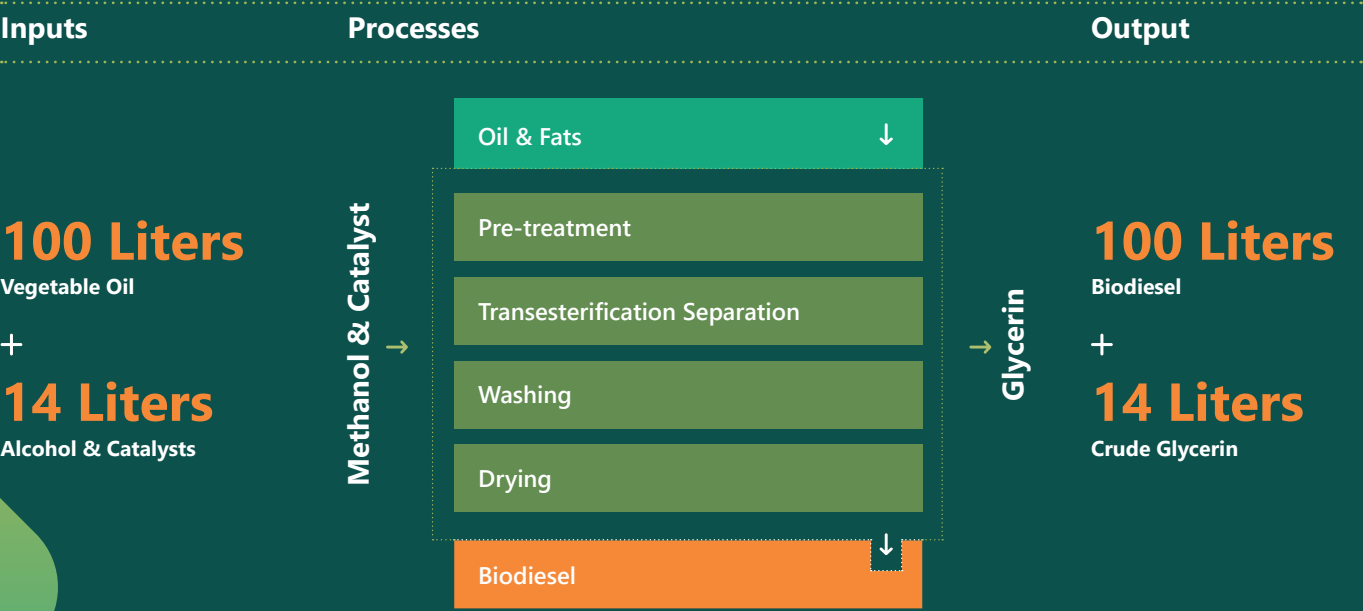 Inputs
Processes
Output
100 Liters
Vegetable Oil
+
14 Liters
Alcohol & Catalysts
Methanol & Catalyst
→
Oil & Fats ↓
Pre-treatment
Transesterification Separation
Washing
Drying
↓
Biodiesel
→
Glycerin
100 Liters
Biodiesel
+
14 Liters
Crude Glycerin